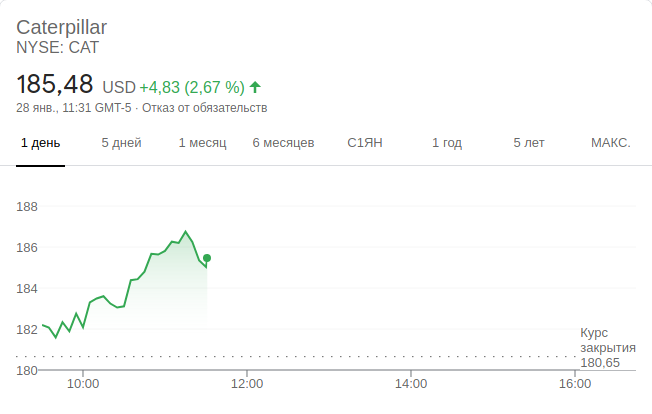 Caterpillar
NYSE: CAT
185,48 USD +4,83 (2,67 %)
28 янв., 11:31 GMT-5 · Отказ от обязательств
1 день 5 дней 1 месяц 6 месяцев С1ЯН 1 год 5 лет МАКС.
188
186
184
182
Курс
закрытия
180,65
180
10:00 12:00 14:00 16:00